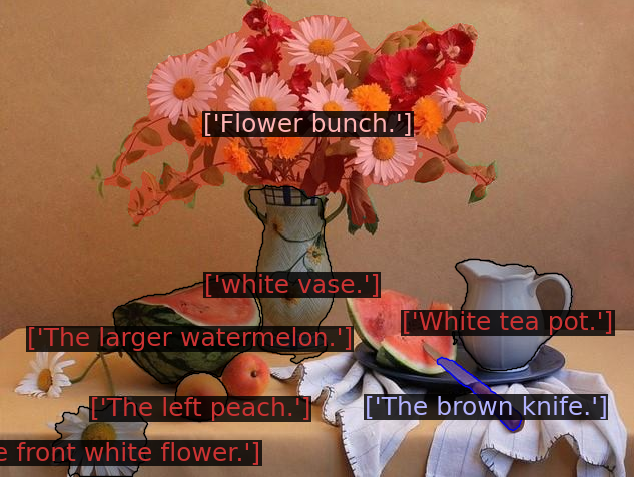 ['Flower bunch.']
['white vase.']
['White tea pot.']
['The larger watermelon.']
['The left peach.']
['The brown knife.']
e front white flower.']